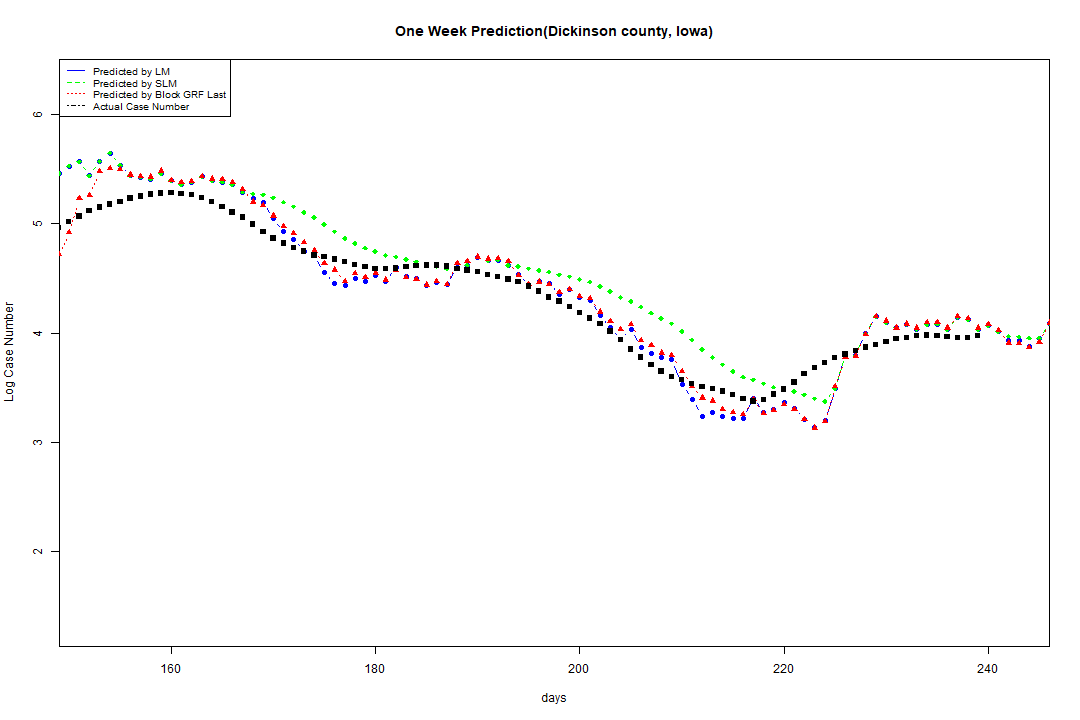 One Week Prediction(Dickinson county, Iowa)
Predicted by LM
Predicted by SLM
Predicted by Block GRF Last
Actual Case Number
6
5
4
3
2
Log Case Number
160 180 200 220 240
days